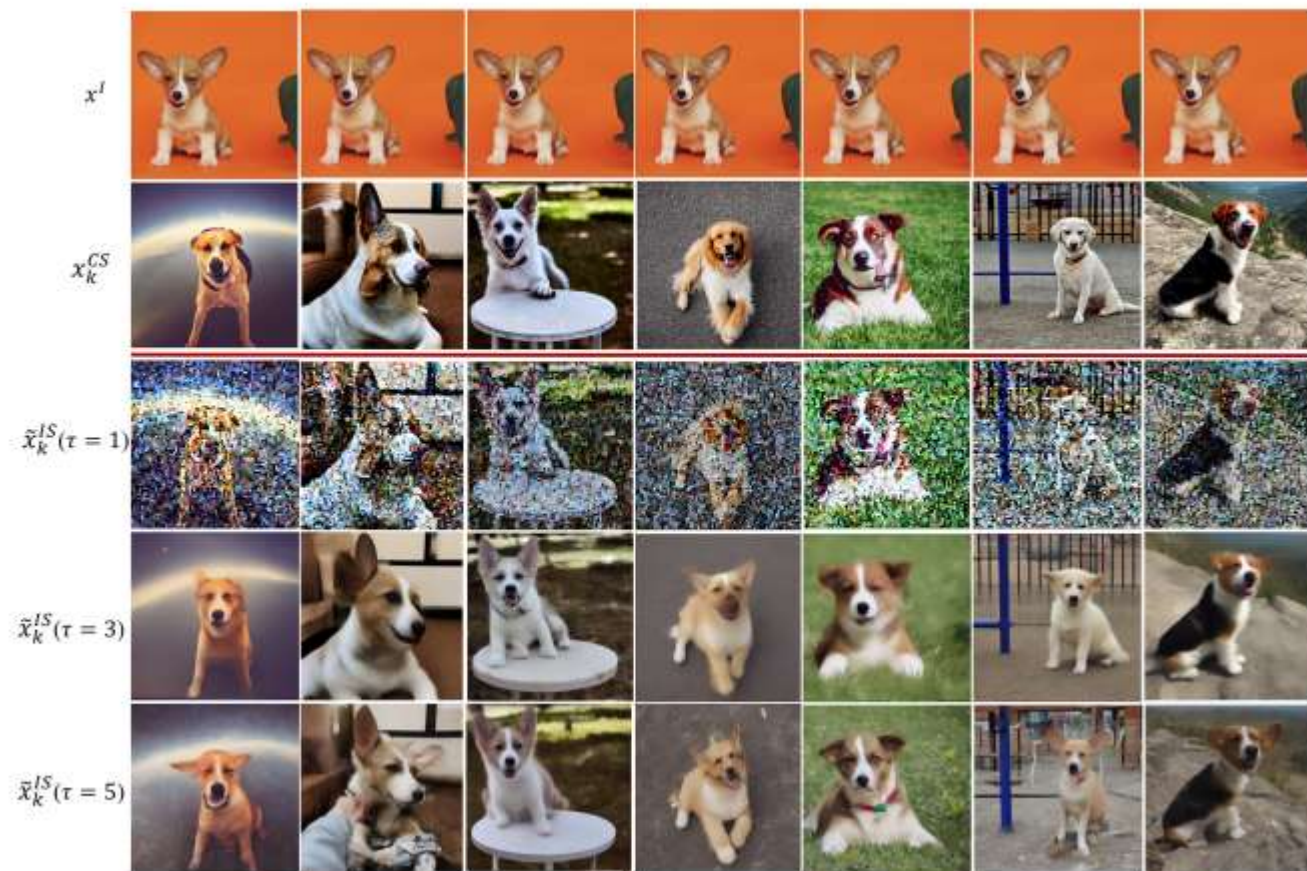 x^I
x_k^{CS}
x̃_k^{IS}(τ = 1)
x̃_k^{IS}(τ = 3)
x̃_k^{IS}(τ = 5)